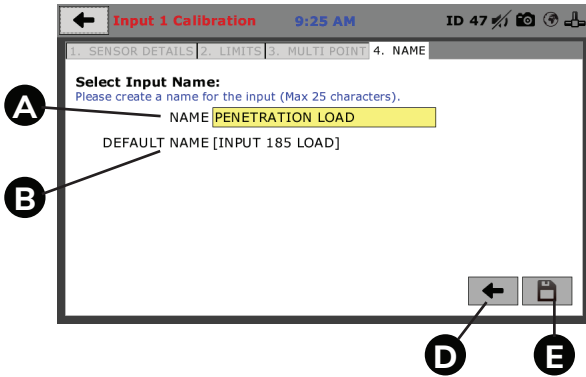 Input 1 Calibration 9:25 AM ID 47
1. SENSOR DETAILS 2. LIMITS 3. MULTI POINT 4. NAME
Select Input Name:
Please create a name for the input (Max 25 characters).
A
NAME PENETRATION LOAD
DEFAULT NAME [INPUT 185 LOAD]
B
D E